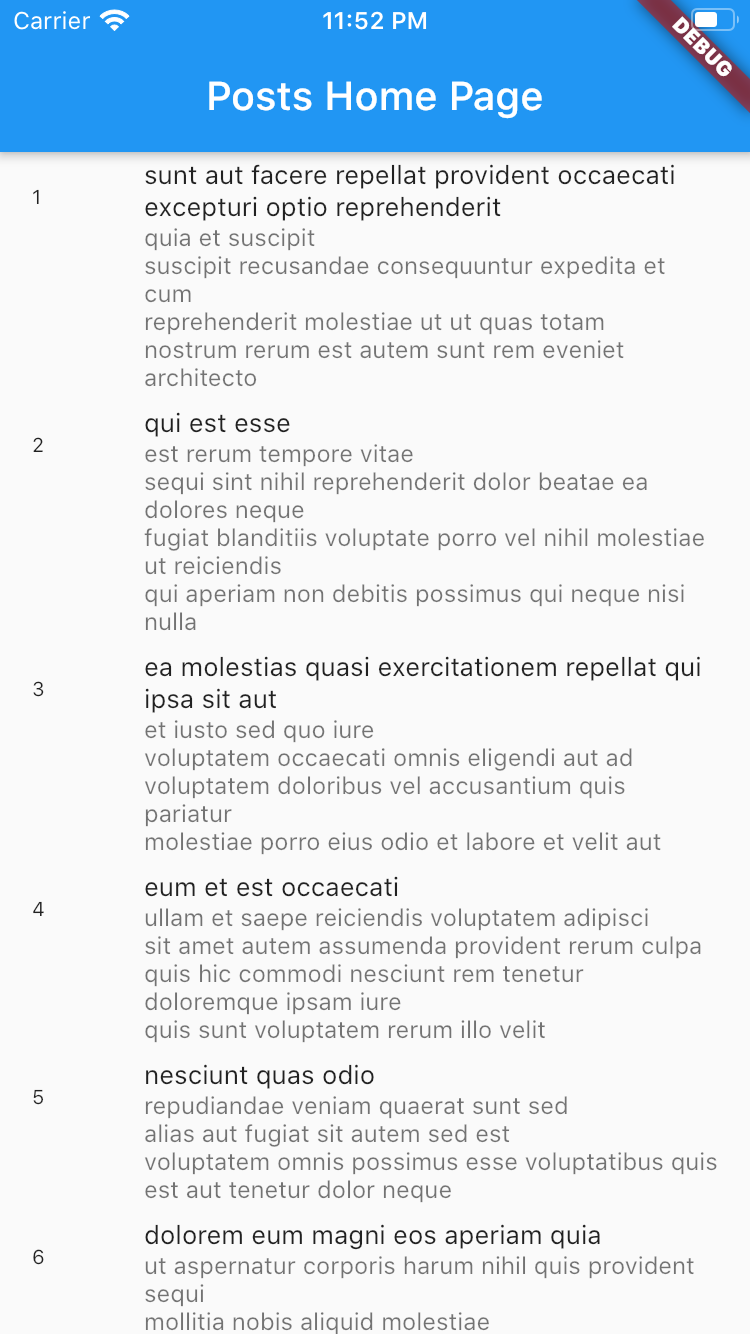 Carrier 11:52 PM
DEBUG
Posts Home Page
1
sunt aut facere repellat provident occaecati
excepturi optio reprehenderit
quia et suscipit
suscipit recusandae consequuntur expedita et
cum
reprehenderit molestiae ut ut quas totam
nostrum rerum est autem sunt rem eveniet
architecto
2
qui est esse
est rerum tempore vitae
sequi sint nihil reprehenderit dolor beatae ea
dolores neque
fugiat blanditiis voluptate porro vel nihil molestiae
ut reiciendis
qui aperiam non debitis possimus qui neque nisi
nulla
3
ea molestias quasi exercitationem repellat qui
ipsa sit aut
et iusto sed quo iure
voluptatem occaecati omnis eligendi aut ad
voluptatem doloribus vel accusantium quis
pariatur
molestiae porro eius odio et labore et velit aut
4
eum et est occaecati
ullam et saepe reiciendis voluptatem adipisci
sit amet autem assumenda provident rerum culpa
quis hic commodi nesciunt rem tenetur
doloremque ipsam iure
quis sunt voluptatem rerum illo velit
5
nesciunt quas odio
repudiandae veniam quaerat sunt sed
alias aut fugiat sit autem sed est
voluptatem omnis possimus esse voluptatibus quis
est aut tenetur dolor neque
6
dolorem eum magni eos aperiam quia
ut aspernatur corporis harum nihil quis provident
sequi
mollitia nobis aliquid molestiae